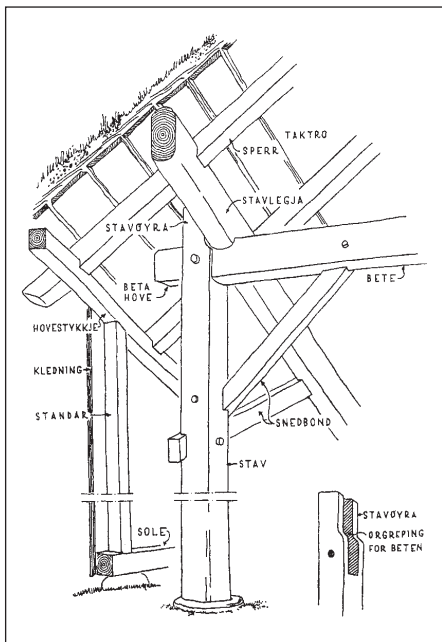 TAKTRO
SPERR
STAVLEGJA
STAVØYRA
BETA
HOVE
BETE
HOVESTYKKJE
KLEDNING
STANDAR
SNEDBOND
STAV
SOLE
STAVØYRA
ORGREPING
FOR BETEN